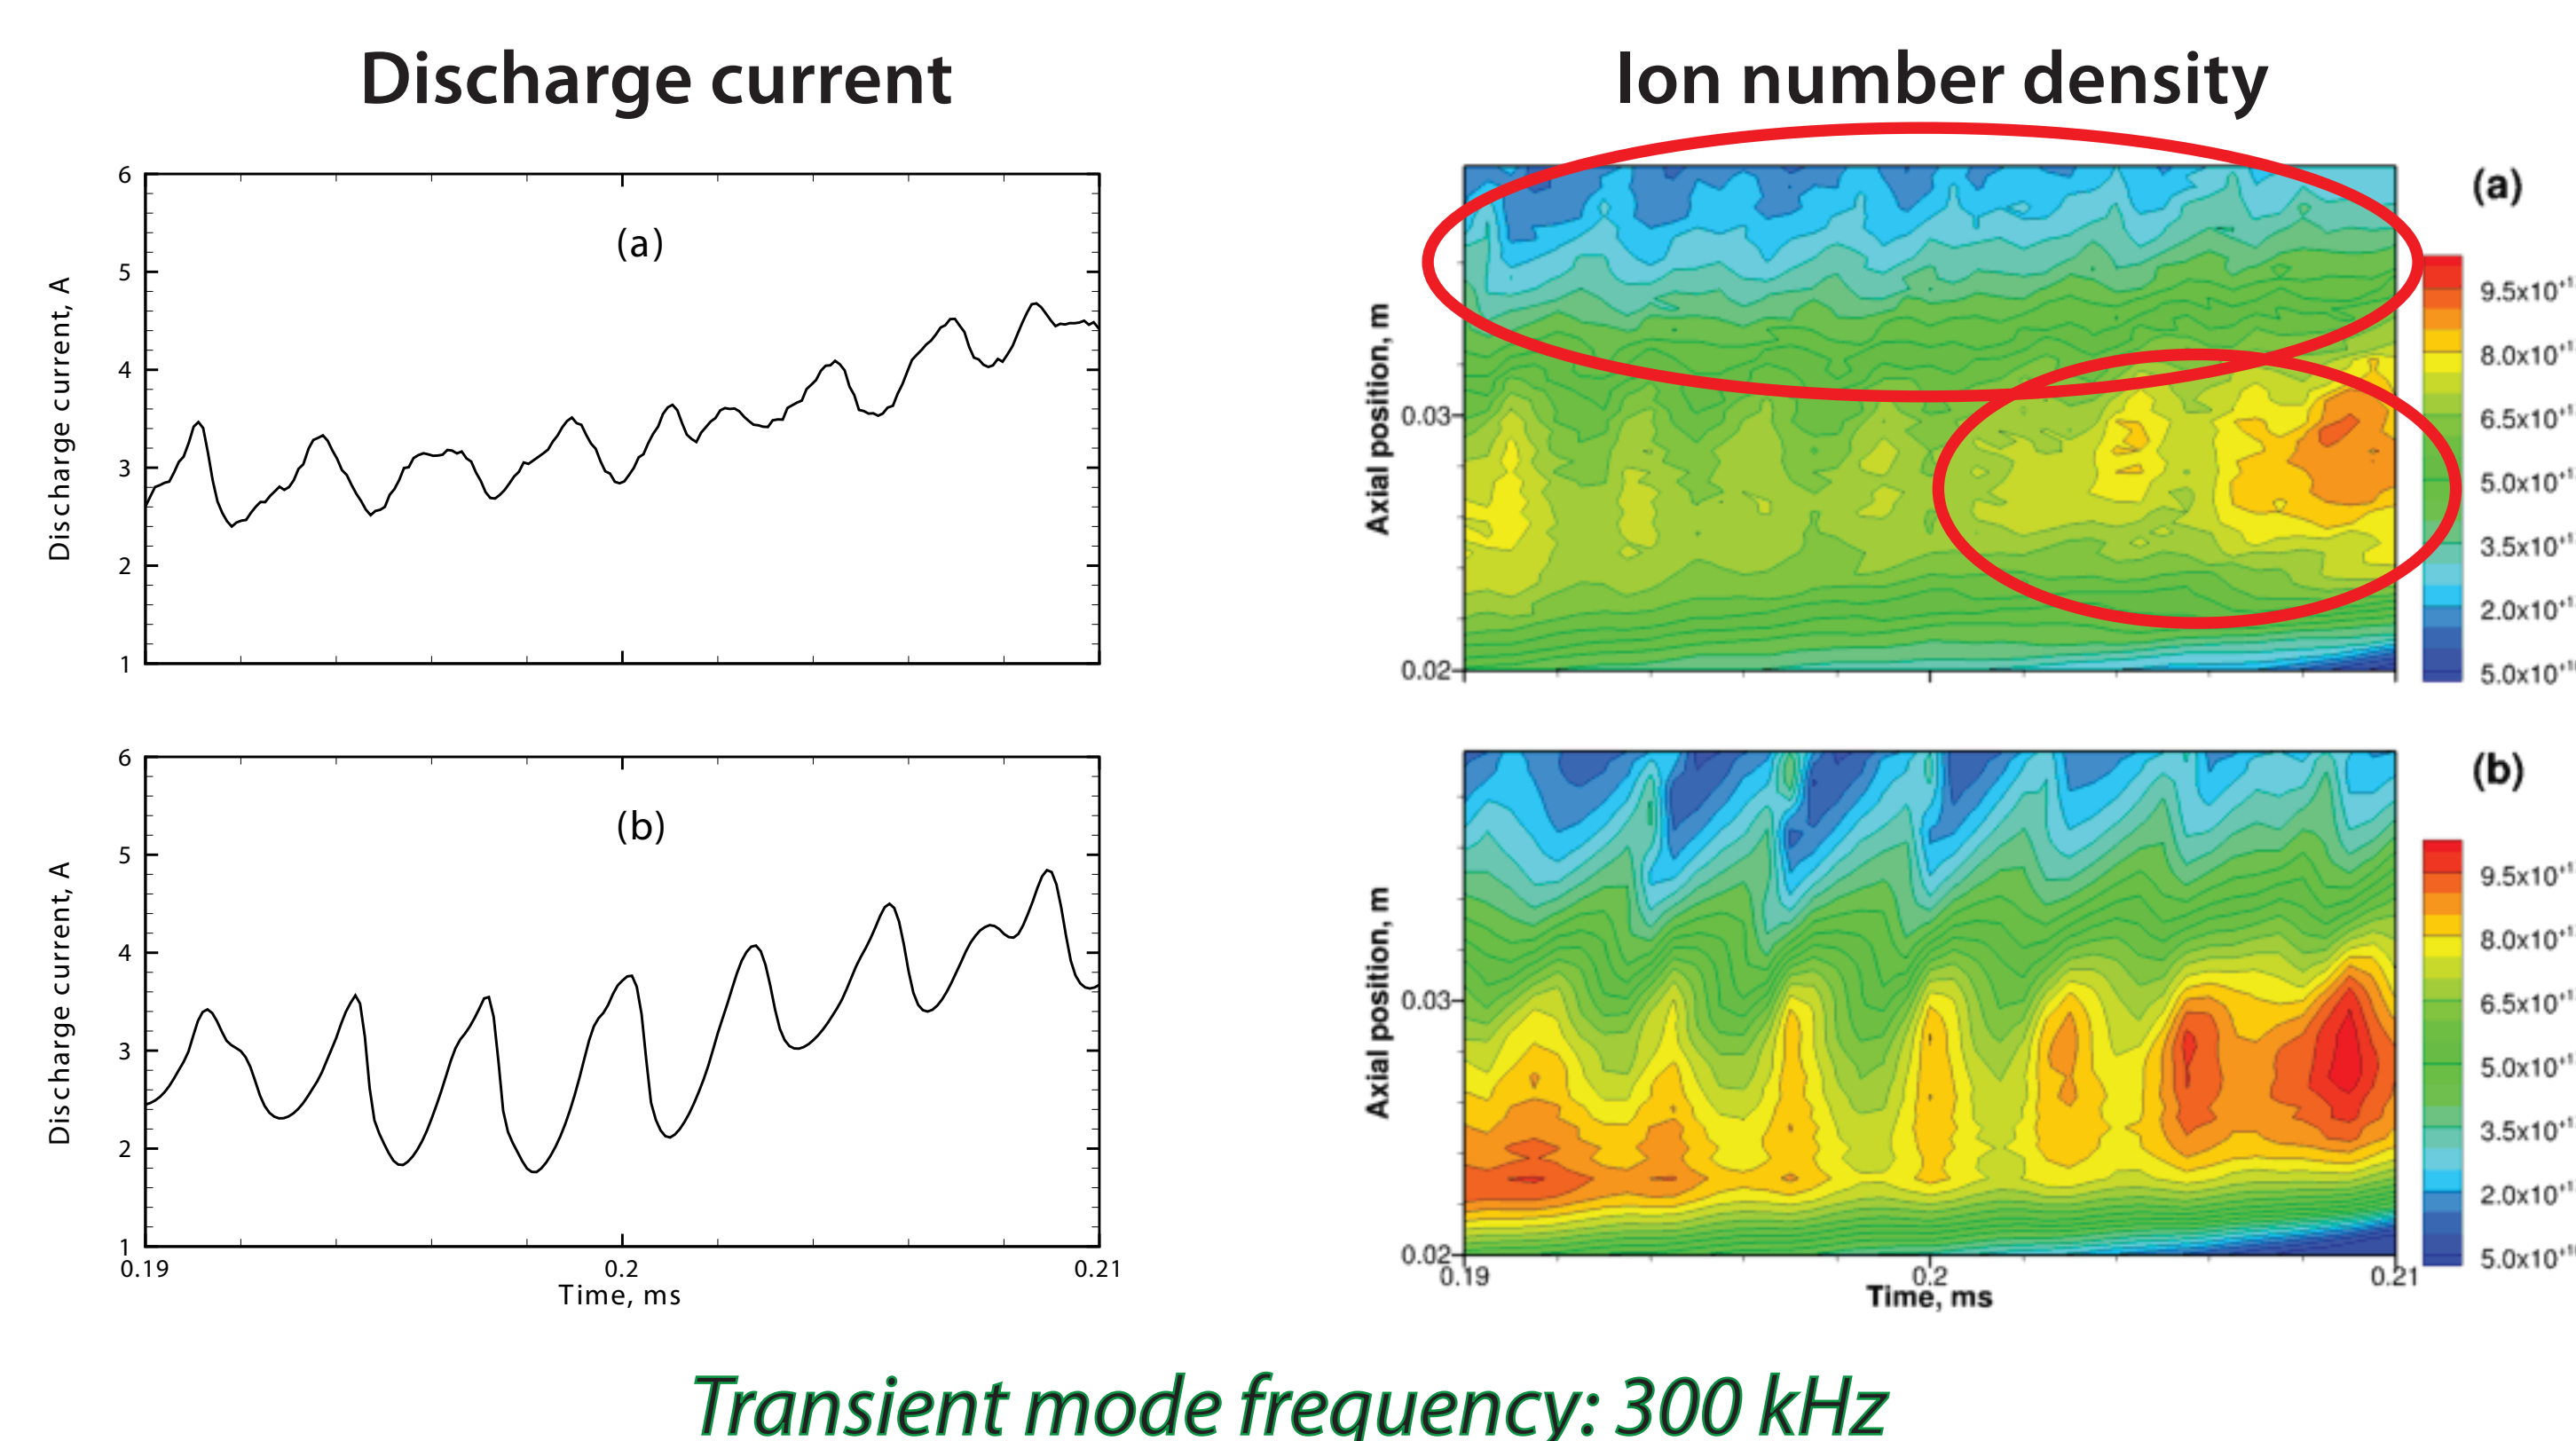 Discharge current
Ion number density
(a)
6
5
4
3
2
1
Discharge current, A
(b)
6
5
4
3
2
1
Discharge current, A
0.19
0.2
0.21
Time, ms
(a)
0.03
0.02
Axial position, m
(b)
0.03
0.02
Axial position, m
0.19
0.2
0.21
Time, ms
Transient mode frequency: 300 kHz